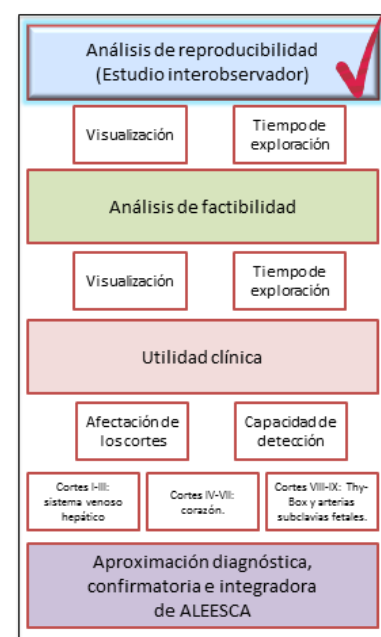 Análisis de reproducibilidad
(Estudio interobservador)
Visualización
Tiempo de
exploración
Análisis de factibilidad
Visualización
Tiempo de
exploración
Utilidad clínica
Afectación de
los cortes
Capacidad de
detección
Cortes I-III:
sistema venoso
hepático
Cortes IV-VII:
corazón.
Cortes VIII-IX: Thy-
Box y arterias
subclavias fetales.
Aproximación diagnóstica,
confirmatoria e integradora
de ALEESCA